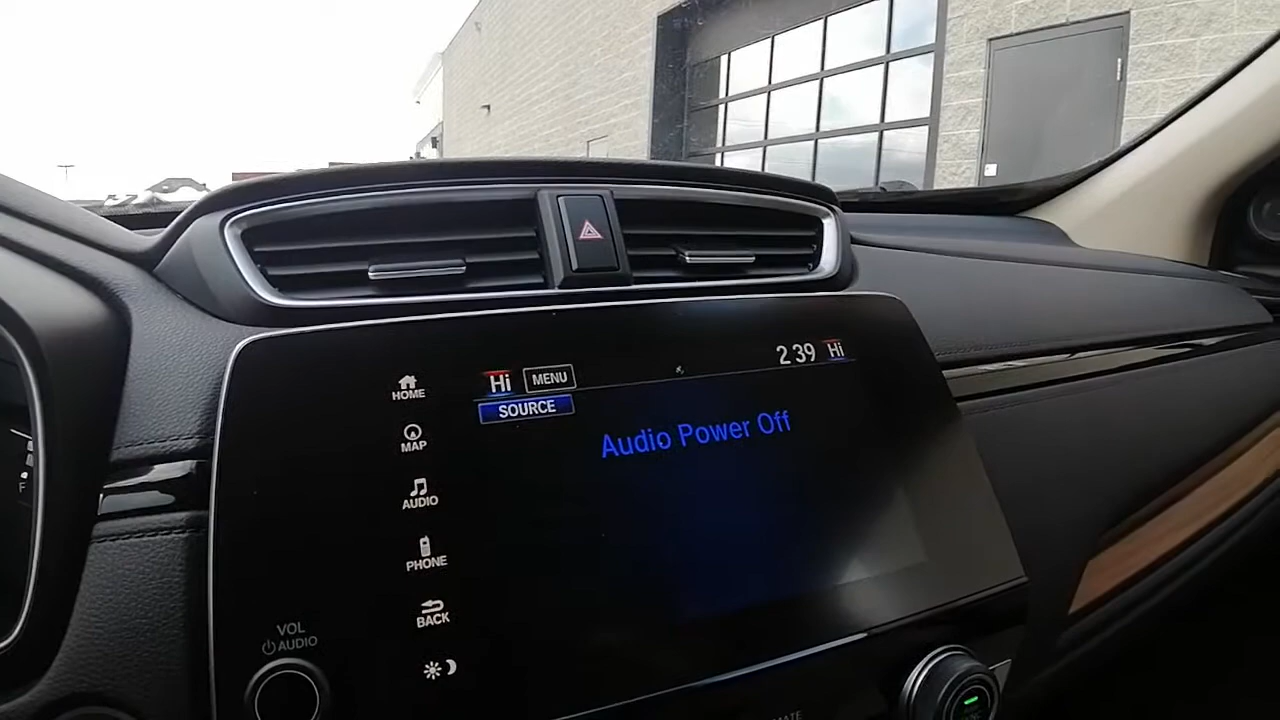 2 39 Hi
Hi MENU
HOME
SOURCE
Audio Power Off
MAP
AUDIO
PHONE
BACK
VOL
AUDIO
F